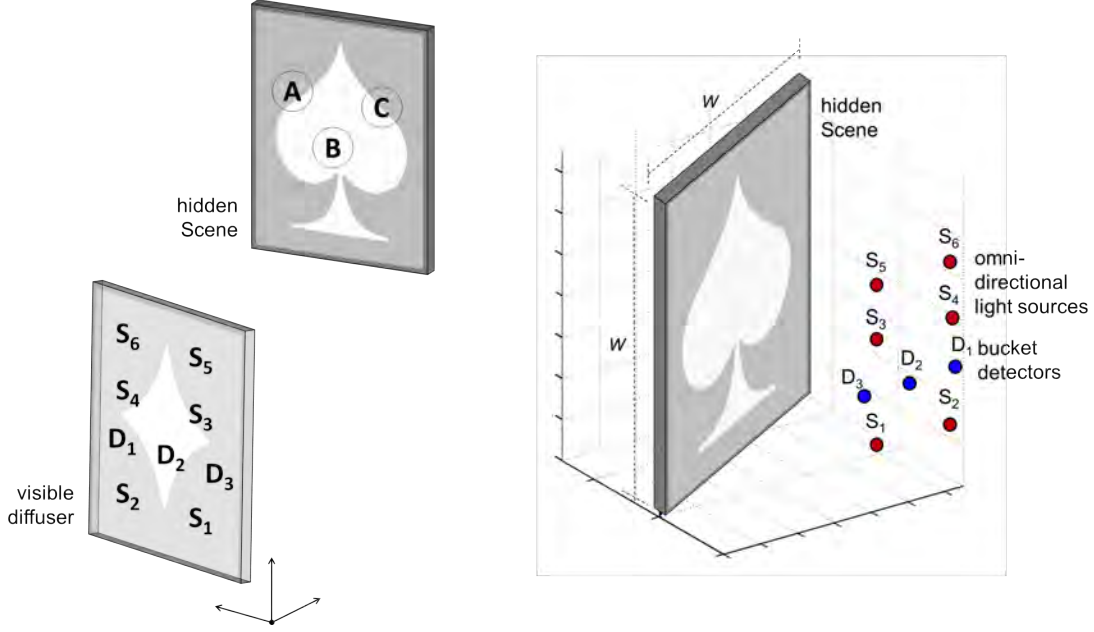 A
C
B
hidden
Scene
S₆
S₅
S₄
S₃
D₁
D₂
D₃
S₂
S₁
visible
diffuser
w
hidden
Scene
w
S₆
S₅
omni-
directional
light sources
S₄
S₃
D₁ bucket
detectors
D₂
D₃
S₂
S₁